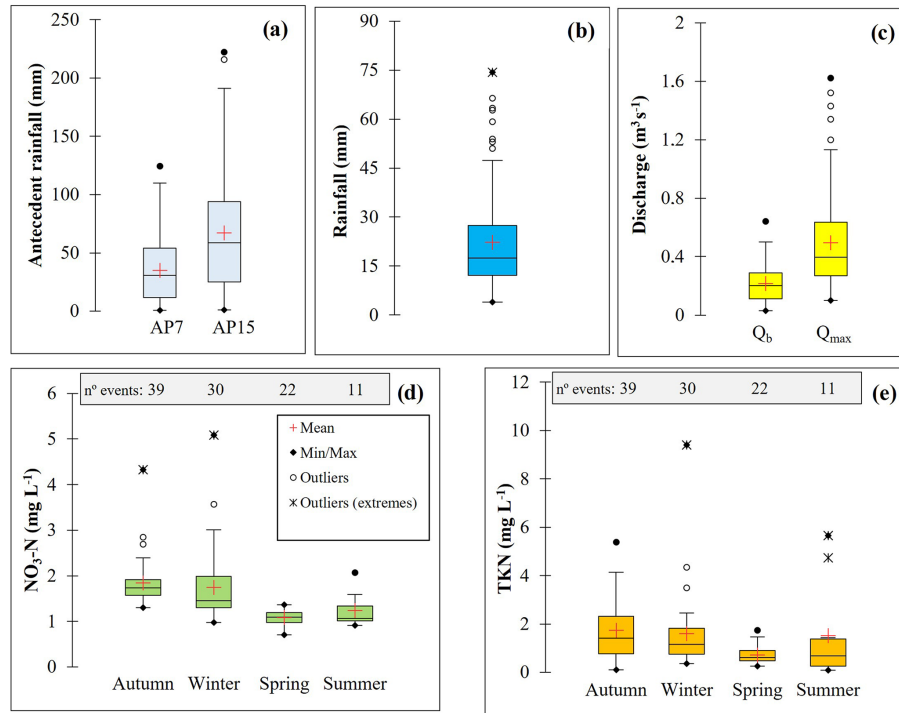 (a)
Antecedent rainfall (mm)
250
200
150
100
50
0
AP7 AP15
(b)
Rainfall (mm)
90
75
60
45
30
15
0
(c)
Discharge (m³ s⁻¹)
2
1.6
1.2
0.8
0.4
0
Q_b Q_max
(d)
nº events: 39 30 22 11
NO₃-N (mg L⁻¹)
6
5
4
3
2
1
0
Mean
Min/Max
Outliers
Outliers (extremes)
Autumn Winter Spring Summer
(e)
nº events: 39 30 22 11
TKN (mg L⁻¹)
12
10
8
6
4
2
0
Autumn Winter Spring Summer